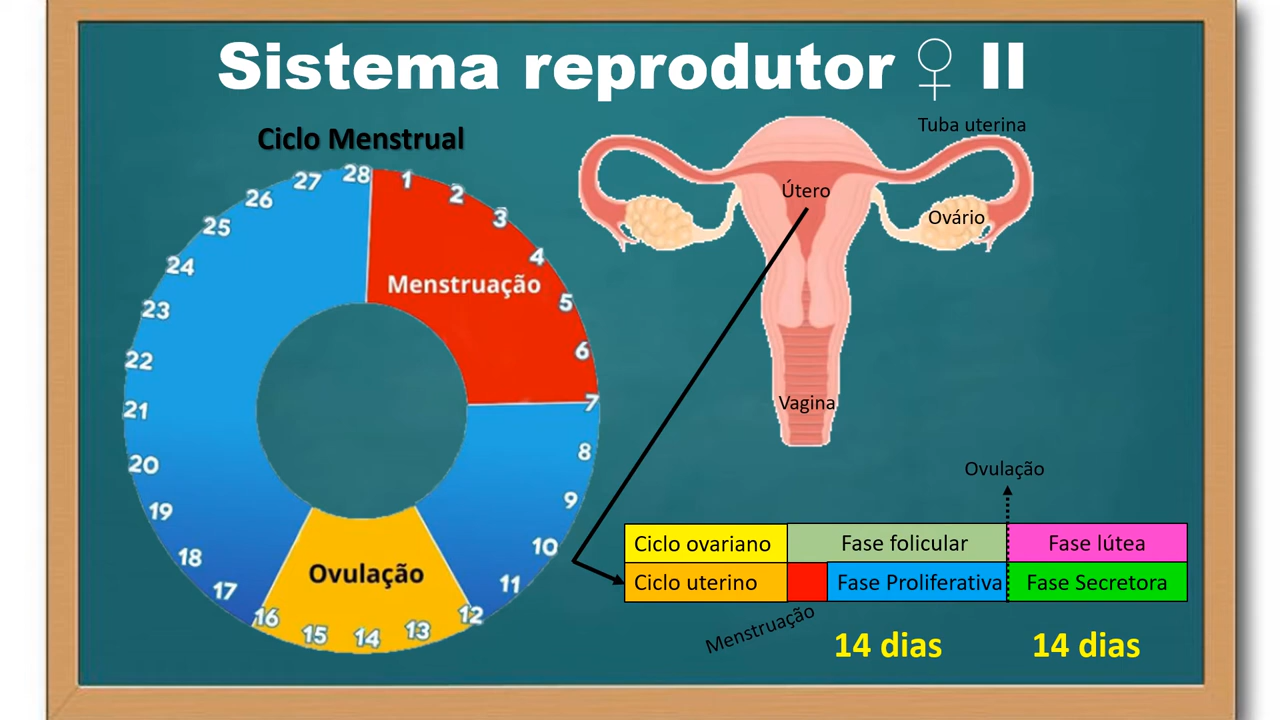 Sistema reprodutor ♀ II
Ciclo Menstrual
28
1
2
3
4
5
6
7
8
9
10
11
12
13
14
15
16
17
18
19
20
21
22
23
24
25
26
27
Menstruação
Ovulação
Tuba uterina
Útero
Ovário
Vagina
Ovulação
Ciclo ovariano Fase folicular Fase lútea
Ciclo uterino Fase Proliferativa Fase Secretora
Menstruação
14 dias 14 dias